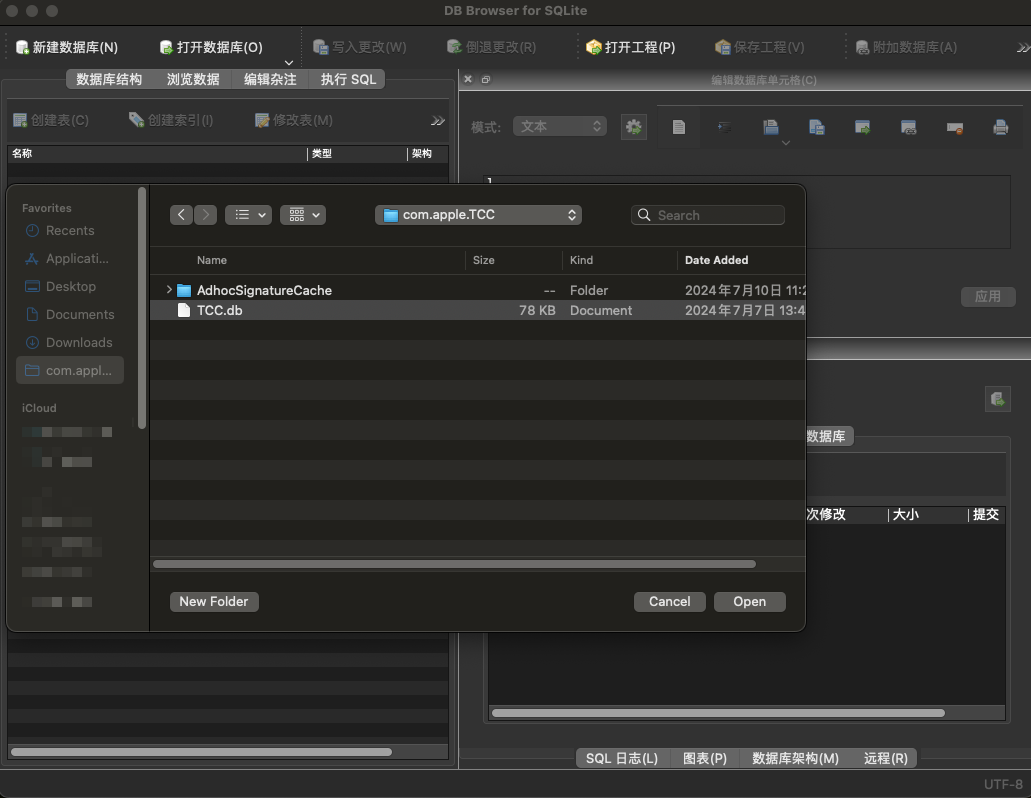 DB Browser for SQLite
新建数据库(N)
打开数据库(O)
写入更改(W)
倒退更改(R)
打开工程(P)
保存工程(V)
附加数据库(A)
数据库结构
浏览数据
编辑杂注
执行 SQL
编辑数据库单元格(C)
创建表(C)
创建索引(I)
修改表(M)
模式:
文本
名称
类型
架构
1
Favorites
Recents
Applicati...
Desktop
Documents
Downloads
com.appl...
iCloud
com.apple.TCC
Search
Name
Size
Kind
Date Added
AdhocSignatureCache
--
Folder
2024年7月10日 11:2
TCC.db
78 KB
Document
2024年7月7日 13:4
New Folder
Cancel
Open
应用
数据库
次修改
大小
提交
SQL 日志(L)
图表(P)
数据库架构(M)
远程(R)
UTF-8